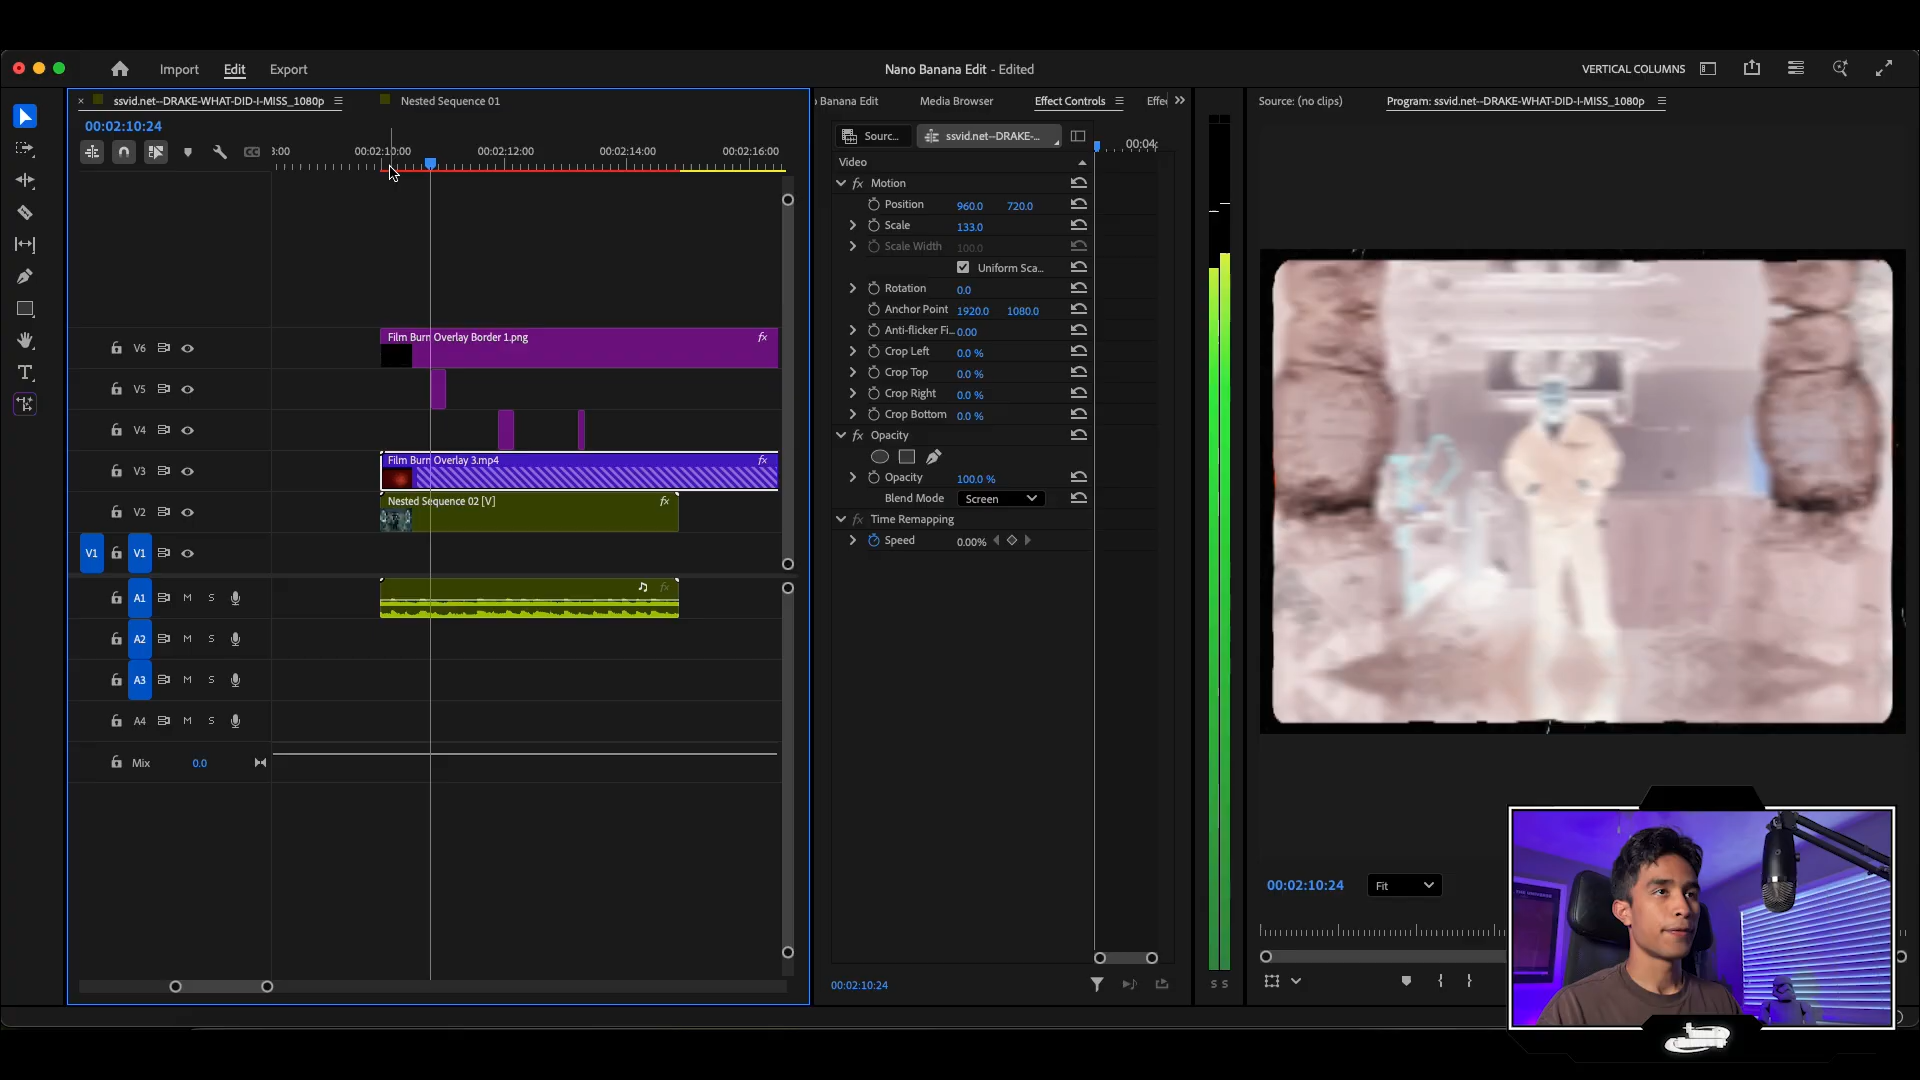 Import Edit Export
Nano Banana Edit - Edited
VERTICAL COLUMNS
ssvid.net--DRAKE-WHAT-DID-I-MISS_1080p
Nested Sequence 01
Banana Edit
Media Browser
Effect Controls
Effe
Source: (no clips)
Program: ssvid.net--DRAKE-WHAT-DID-I-MISS_1080p
00:02:10:24
CC
3:00 00:02:10:00 00:02:12:00 00:02:14:00 00:02:16:00
Sourc...
ssvid.net--DRAKE-...
00:04:
Video
fx Motion
Position 960.0 720.0
Scale 133.0
Scale Width 100.0
Uniform Sca...
Rotation 0.0
Anchor Point 1920.0 1080.0
Anti-flicker Fi... 0.00
Crop Left 0.0 %
Crop Top 0.0 %
Crop Right 0.0 %
Crop Bottom 0.0 %
fx Opacity
Opacity 100.0 %
Blend Mode Screen
fx Time Remapping
Speed 0.00%
V6
Film Burn Overlay Border 1.png fx
V5
V4
V3
Film Burn Overlay 3.mp4 fx
V2
Nested Sequence 02 [V] fx
V1 V1
A1 M S
fx
A2 M S
A3 M S
A4 M S
Mix 0.0
00:02:10:24
S S
00:02:10:24
Fit